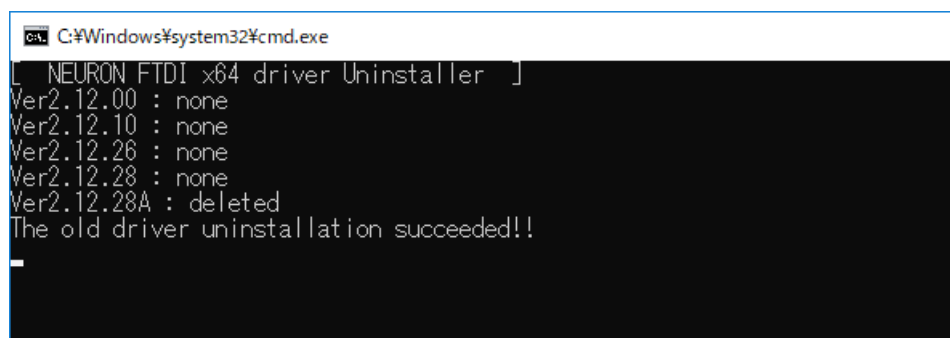 C:¥Windows¥system32¥cmd.exe
[  NEURON FTDI x64 driver Uninstaller  ]
Ver2.12.00 : none
Ver2.12.10 : none
Ver2.12.26 : none
Ver2.12.28 : none
Ver2.12.28A : deleted
The old driver uninstallation succeeded!!